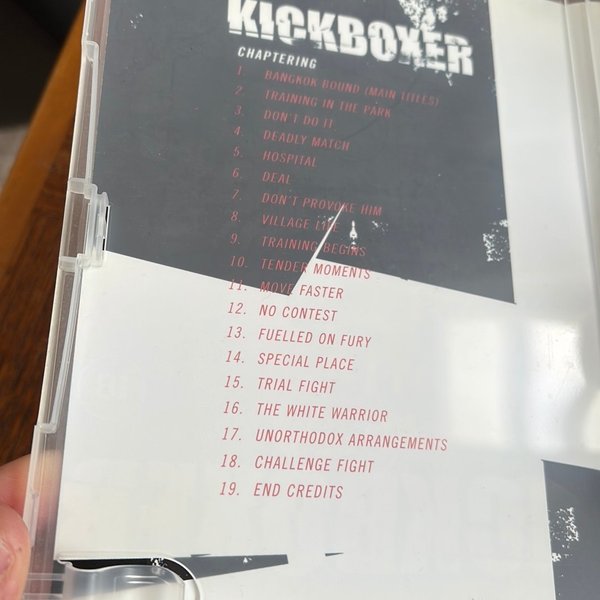 KICKBOXER
CHAPTERING
1. BANGKOK BOUND (MAIN TITLES)
2. TRAINING IN THE PARK
3. DON'T DO IT
4. DEADLY MATCH
5. HOSPITAL
6. DEAL
7. DON'T PROVOKE HIM
8. VILLAGE LIFE
9. TRAINING BEGINS
10. TENDER MOMENTS
11. MOVE FASTER
12. NO CONTEST
13. FUELLED ON FURY
14. SPECIAL PLACE
15. TRIAL FIGHT
16. THE WHITE WARRIOR
17. UNORTHODOX ARRANGEMENTS
18. CHALLENGE FIGHT
19. END CREDITS